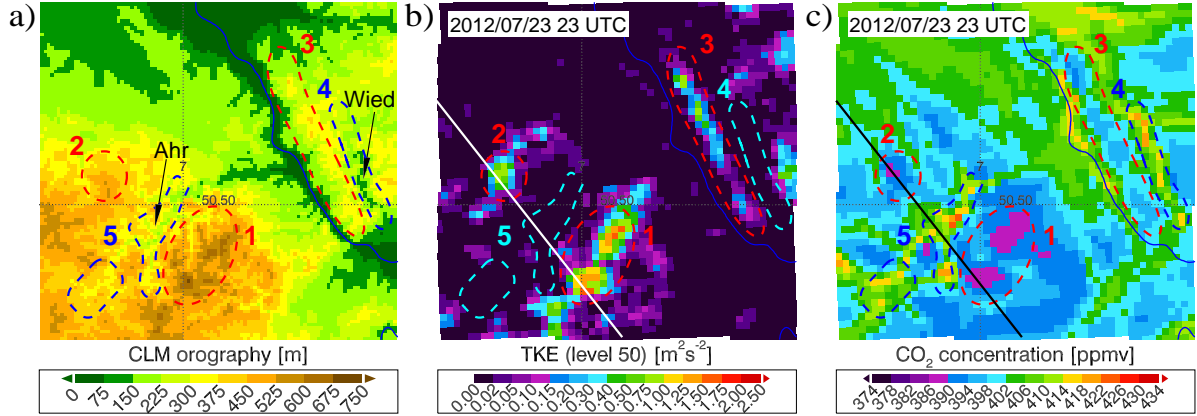 a)
3
4
Wied
2
Ahr
7
50.50
5
1
CLM orography [m]
0 75 150 225 300 375 450 525 600 675 750
b)
2012/07/23 23 UTC
3
4
2
7
50.50
5
1
TKE (level 50) [m²s⁻²]
0.00 0.02 0.05 0.10 0.15 0.20 0.30 0.40 0.50 0.75 1.00 1.25 1.50 1.75 2.00 2.50
c)
2012/07/23 23 UTC
3
4
2
7
50.50
5
1
CO₂ concentration [ppmv]
374 378 382 386 390 394 398 402 406 410 414 418 422 426 430 434